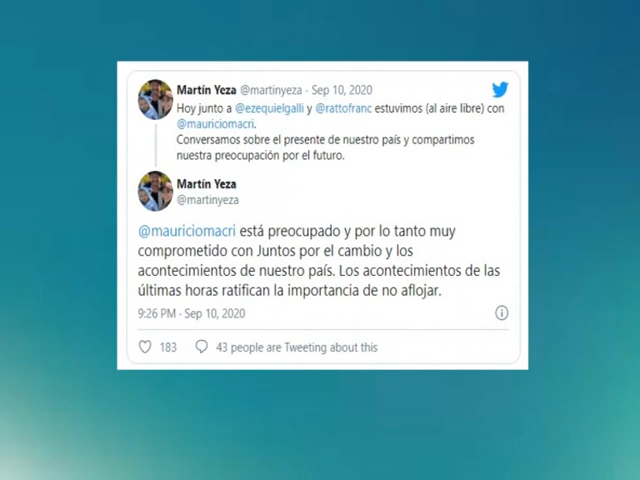 Martín Yeza @martinyeza · Sep 10, 2020
Hoy junto a @ezequielgalli y @rattofranc estuvimos (al aire libre) con
@mauriciomacri.
Conversamos sobre el presente de nuestro país y compartimos
nuestra preocupación por el futuro.
Martín Yeza
@martinyeza
@mauriciomacri está preocupado y por lo tanto muy
comprometido con Juntos por el cambio y los
acontecimientos de nuestro país. Los acontecimientos de las
últimas horas ratifican la importancia de no aflojar.
9:26 PM · Sep 10, 2020
183 43 people are Tweeting about this